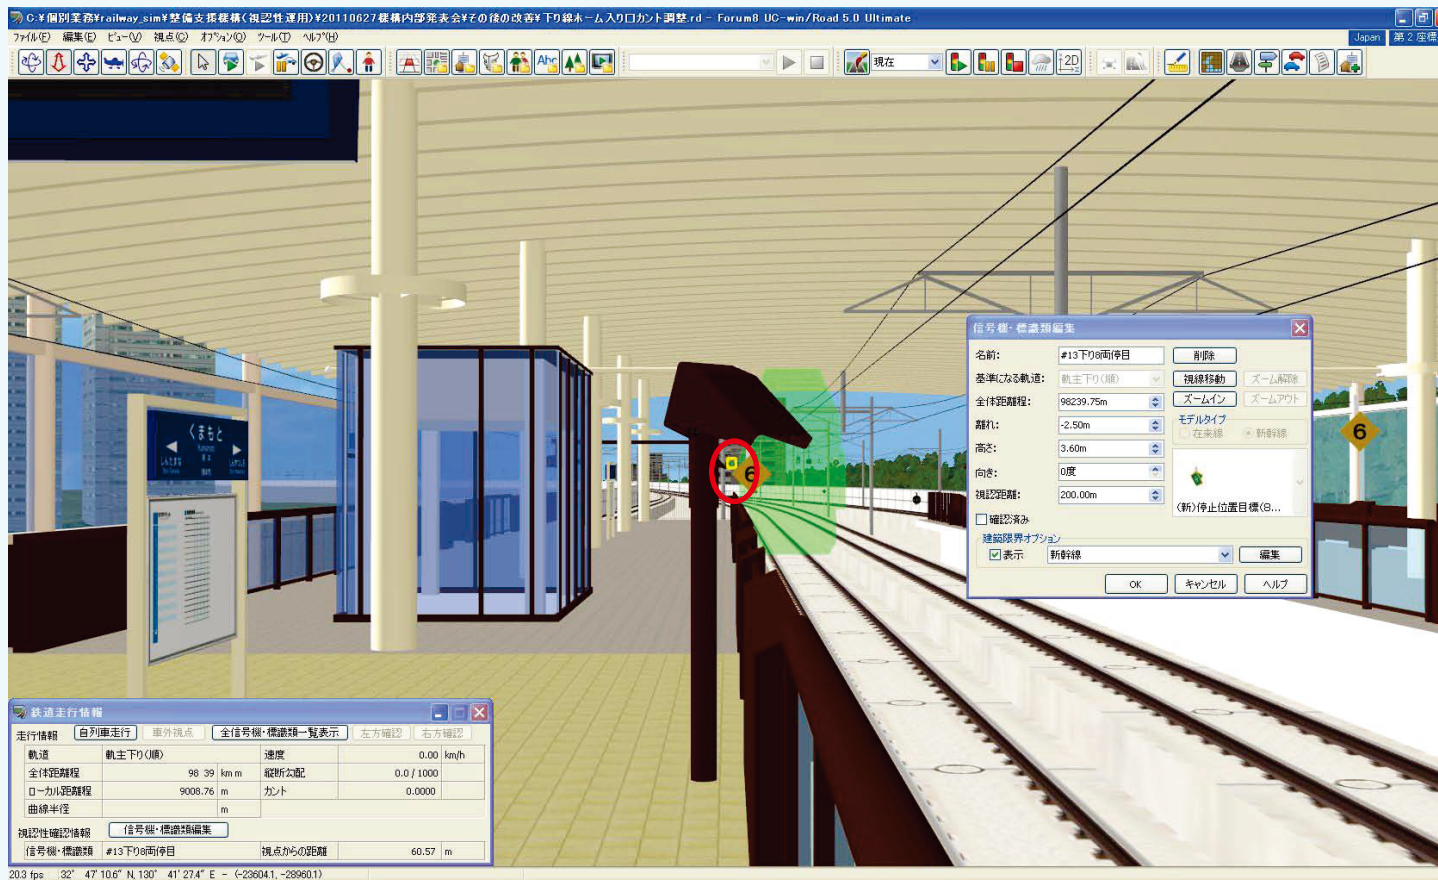 C:¥個別業務¥railway_sim¥整備支援機構(視認性運用)¥20110627機構内部発表会¥その後の改善¥下り線ホーム入り口カント調整.rd - Forum8 UC-win/Road 5.0 Ultimate
ファイル(F) 編集(E) ビュー(V) 視点(C) オプション(O) ツール(T) ヘルプ(H)
Japan 第2座標
Abc
現在
2D
信号機・標識類編集
名前: #13下り8両停目 削除
基準になる軌道: 軌主下り(順) 視線移動 ズーム解除
全体距離程: 98239.75m ズームイン ズームアウト
離れ: -2.50m モデルタイプ
在来線 新幹線
高さ: 3.60m
向き: 0度
視認距離: 200.00m
(新)停止位置目標(8...
確認済み
建築限界オプション
表示 新幹線 編集
OK キャンセル ヘルプ
6
6
くまもと
Kumamoto
鉄道走行情報
走行情報 自列車走行 車外視点 全信号機・標識類一覧表示 左方確認 右方確認
軌道 軌主下り(順) 速度 0.00 km/h
全体距離程 98 39 km m 縦断勾配 0.0 / 1000
ローカル距離程 9008.76 m カント 0.0000
曲線半径 m
視認性確認情報 信号機・標識類編集
信号機・標識類 #13下り8両停目 視点からの距離 60.57 m
20.3 fps 32° 47' 10.6" N, 130° 41' 27.4" E - (-23604.1, -28960.1)